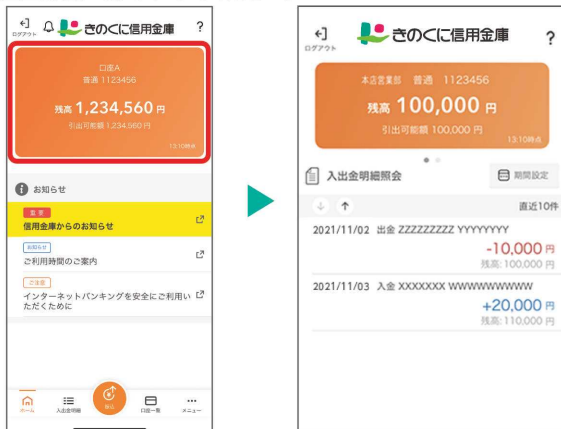 ログアウト
きのくに信用金庫
?
口座A
普通 1123456
残高 1,234,560 円
引出可能額 1,234,560 円
13:10時点
お知らせ
重要
信用金庫からのお知らせ
お知らせ
ご利用時間のご案内
ご注意
インターネットバンキングを安全にご利用い
ただくために
ホーム
入出金明細
振込
口座一覧
メニュー
ログアウト
きのくに信用金庫
?
本店営業部 普通 1123456
残高 100,000 円
引出可能額 100,000 円
13:10時点
入出金明細照会
期間設定
直近10件
2021/11/02 出金 ZZZZZZZZZ YYYYYYY
-10,000 円
残高: 100,000 円
2021/11/03 入金 XXXXXXX WWWWWWWWW
+20,000 円
残高: 110,000 円